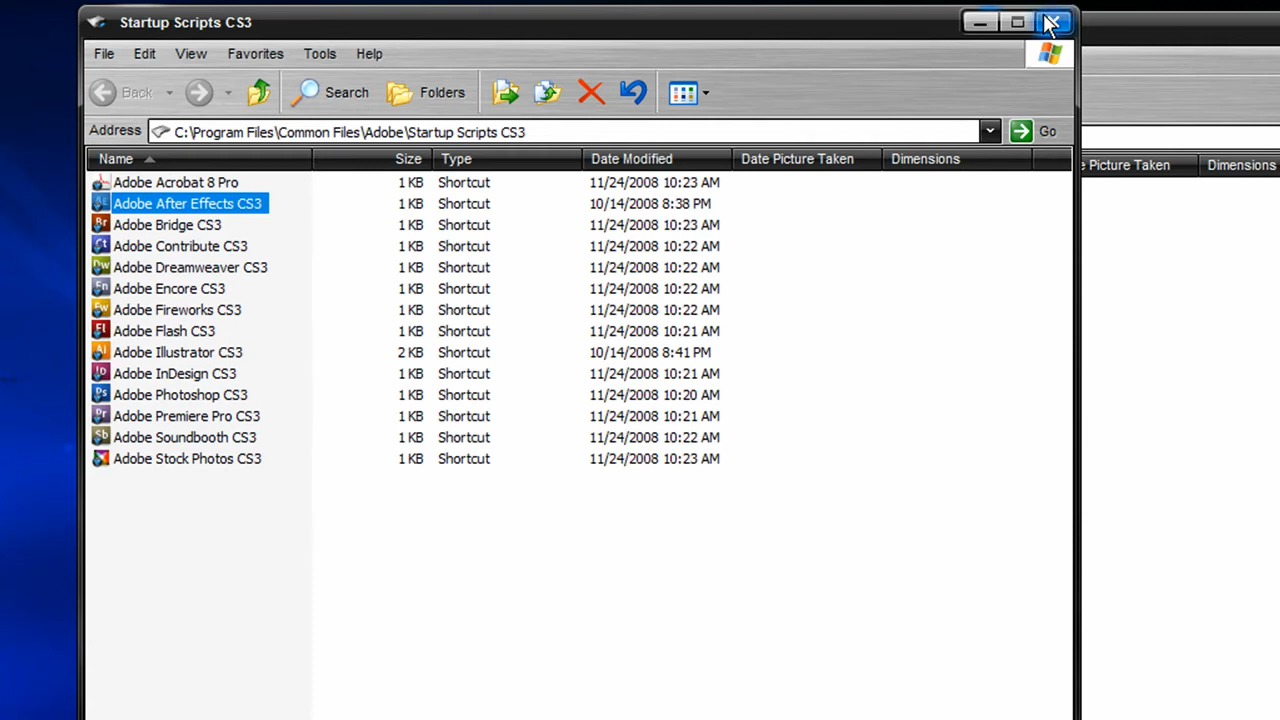 Startup Scripts CS3
File Edit View Favorites Tools Help
Back Search Folders
Address C:\Program Files\Common Files\Adobe\Startup Scripts CS3 Go
Name Size Type Date Modified Date Picture Taken Dimensions
e Picture Taken Dimensions
Adobe Acrobat 8 Pro 1 KB Shortcut 11/24/2008 10:23 AM
Adobe After Effects CS3 1 KB Shortcut 10/14/2008 8:38 PM
Adobe Bridge CS3 1 KB Shortcut 11/24/2008 10:23 AM
Adobe Contribute CS3 1 KB Shortcut 11/24/2008 10:22 AM
Adobe Dreamweaver CS3 1 KB Shortcut 11/24/2008 10:22 AM
Adobe Encore CS3 1 KB Shortcut 11/24/2008 10:22 AM
Adobe Fireworks CS3 1 KB Shortcut 11/24/2008 10:22 AM
Adobe Flash CS3 1 KB Shortcut 11/24/2008 10:21 AM
Adobe Illustrator CS3 2 KB Shortcut 10/14/2008 8:41 PM
Adobe InDesign CS3 1 KB Shortcut 11/24/2008 10:21 AM
Adobe Photoshop CS3 1 KB Shortcut 11/24/2008 10:20 AM
Adobe Premiere Pro CS3 1 KB Shortcut 11/24/2008 10:21 AM
Adobe Soundbooth CS3 1 KB Shortcut 11/24/2008 10:22 AM
Adobe Stock Photos CS3 1 KB Shortcut 11/24/2008 10:23 AM